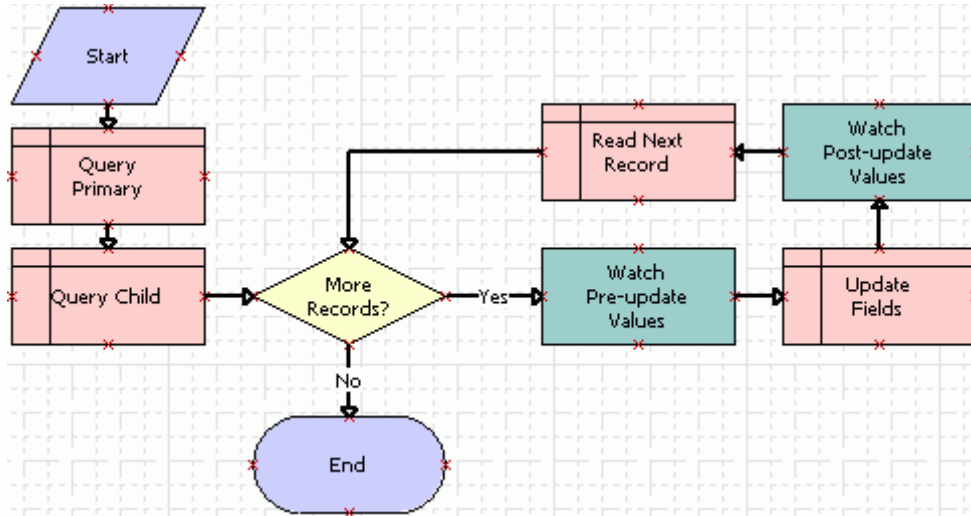 Start
Query
Primary
Query Child
More
Records?
Yes
No
End
Watch
Pre-update
Values
Update
Fields
Watch
Post-update
Values
Read Next
Record